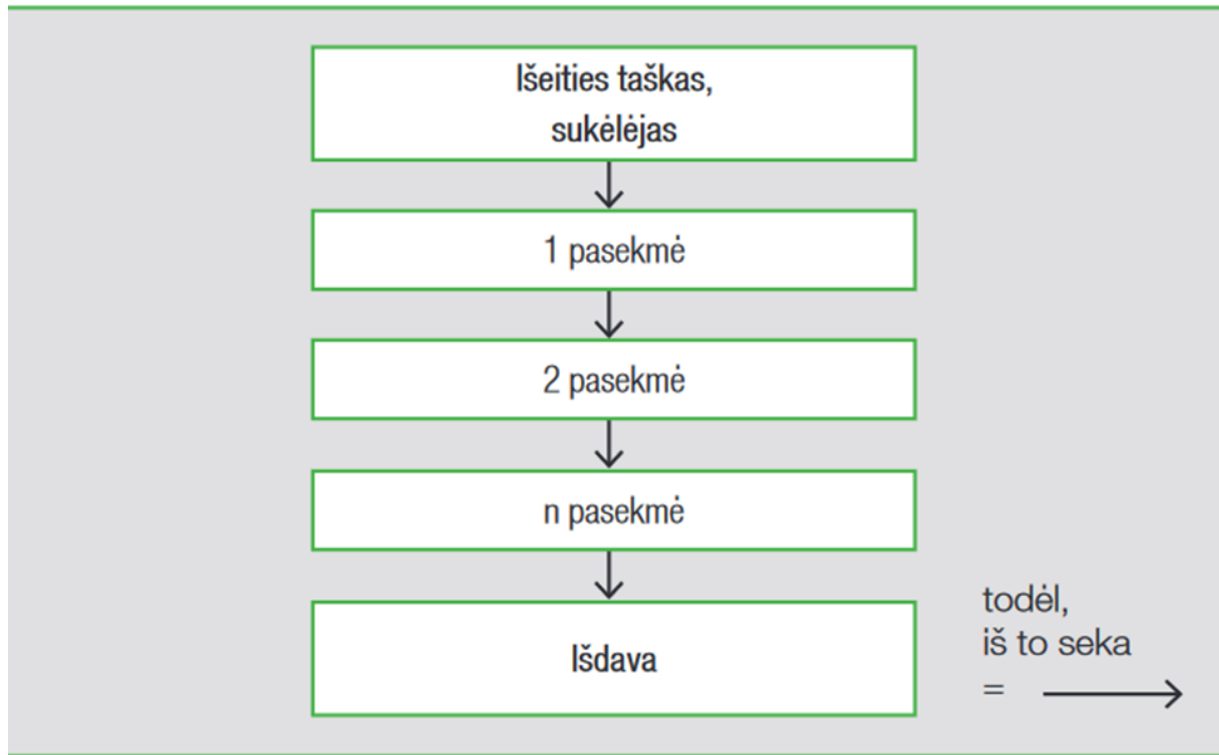 Išeities taškas,
sukėlėjas
1 pasekmė
2 pasekmė
n pasekmė
Išdava
todėl,
iš to seka
=